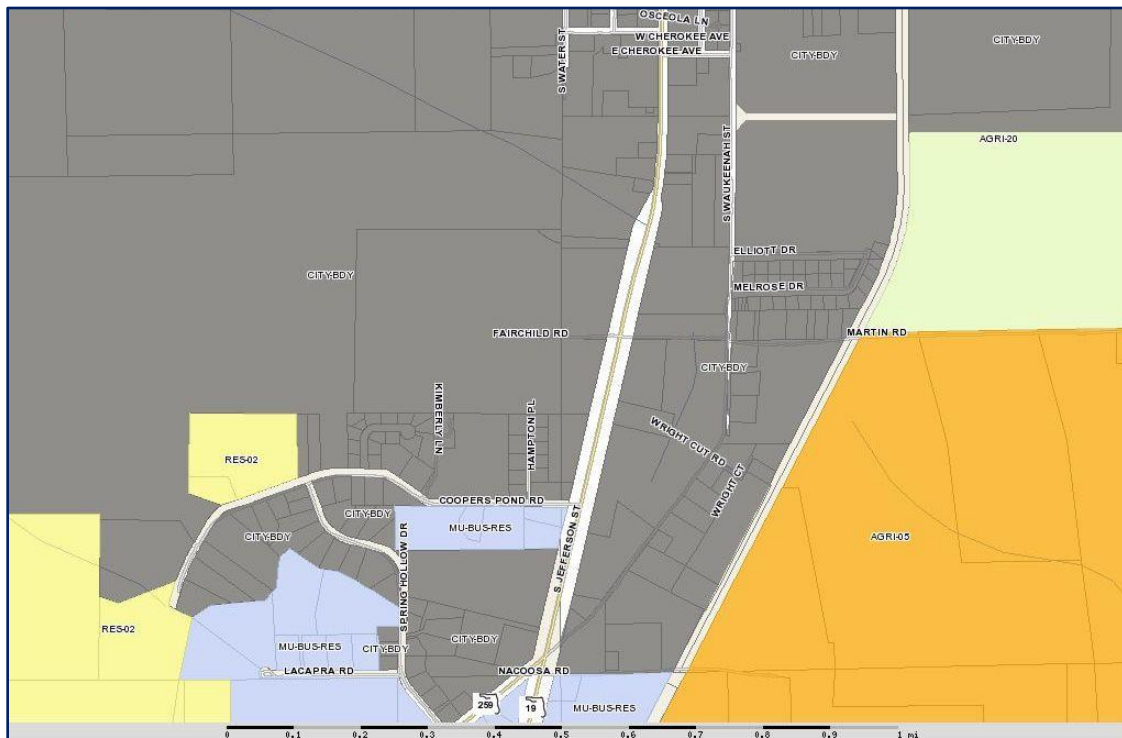 OSCEOLA LN
W CHEROKEE AVE
E CHEROKEE AVE
S WATER ST
CITY-BDY
CITY-BDY
AGRI-20
S WAUKEENAH ST
ELLIOTT DR
CITY-BDY
MELROSE DR
FAIRCHILD RD
MARTIN RD
CITY-BDY
KIMBERLY LN
HAMPTON PL
WRIGHT CUT RD
RES-02
WRIGHT CT
COOPERS POND RD
CITY-BDY
MU-BUS-RES
CITY-BDY
AGRI-05
S JEFFERSON ST
SPRING HOLLOW DR
RES-02
MU-BUS-RES
CITY-BDY
CITY-BDY
LACAPRA RD
NACOOSA RD
259
19
MU-BUS-RES
0 0.1 0.2 0.3 0.4 0.5 0.6 0.7 0.8 0.9 1 mi